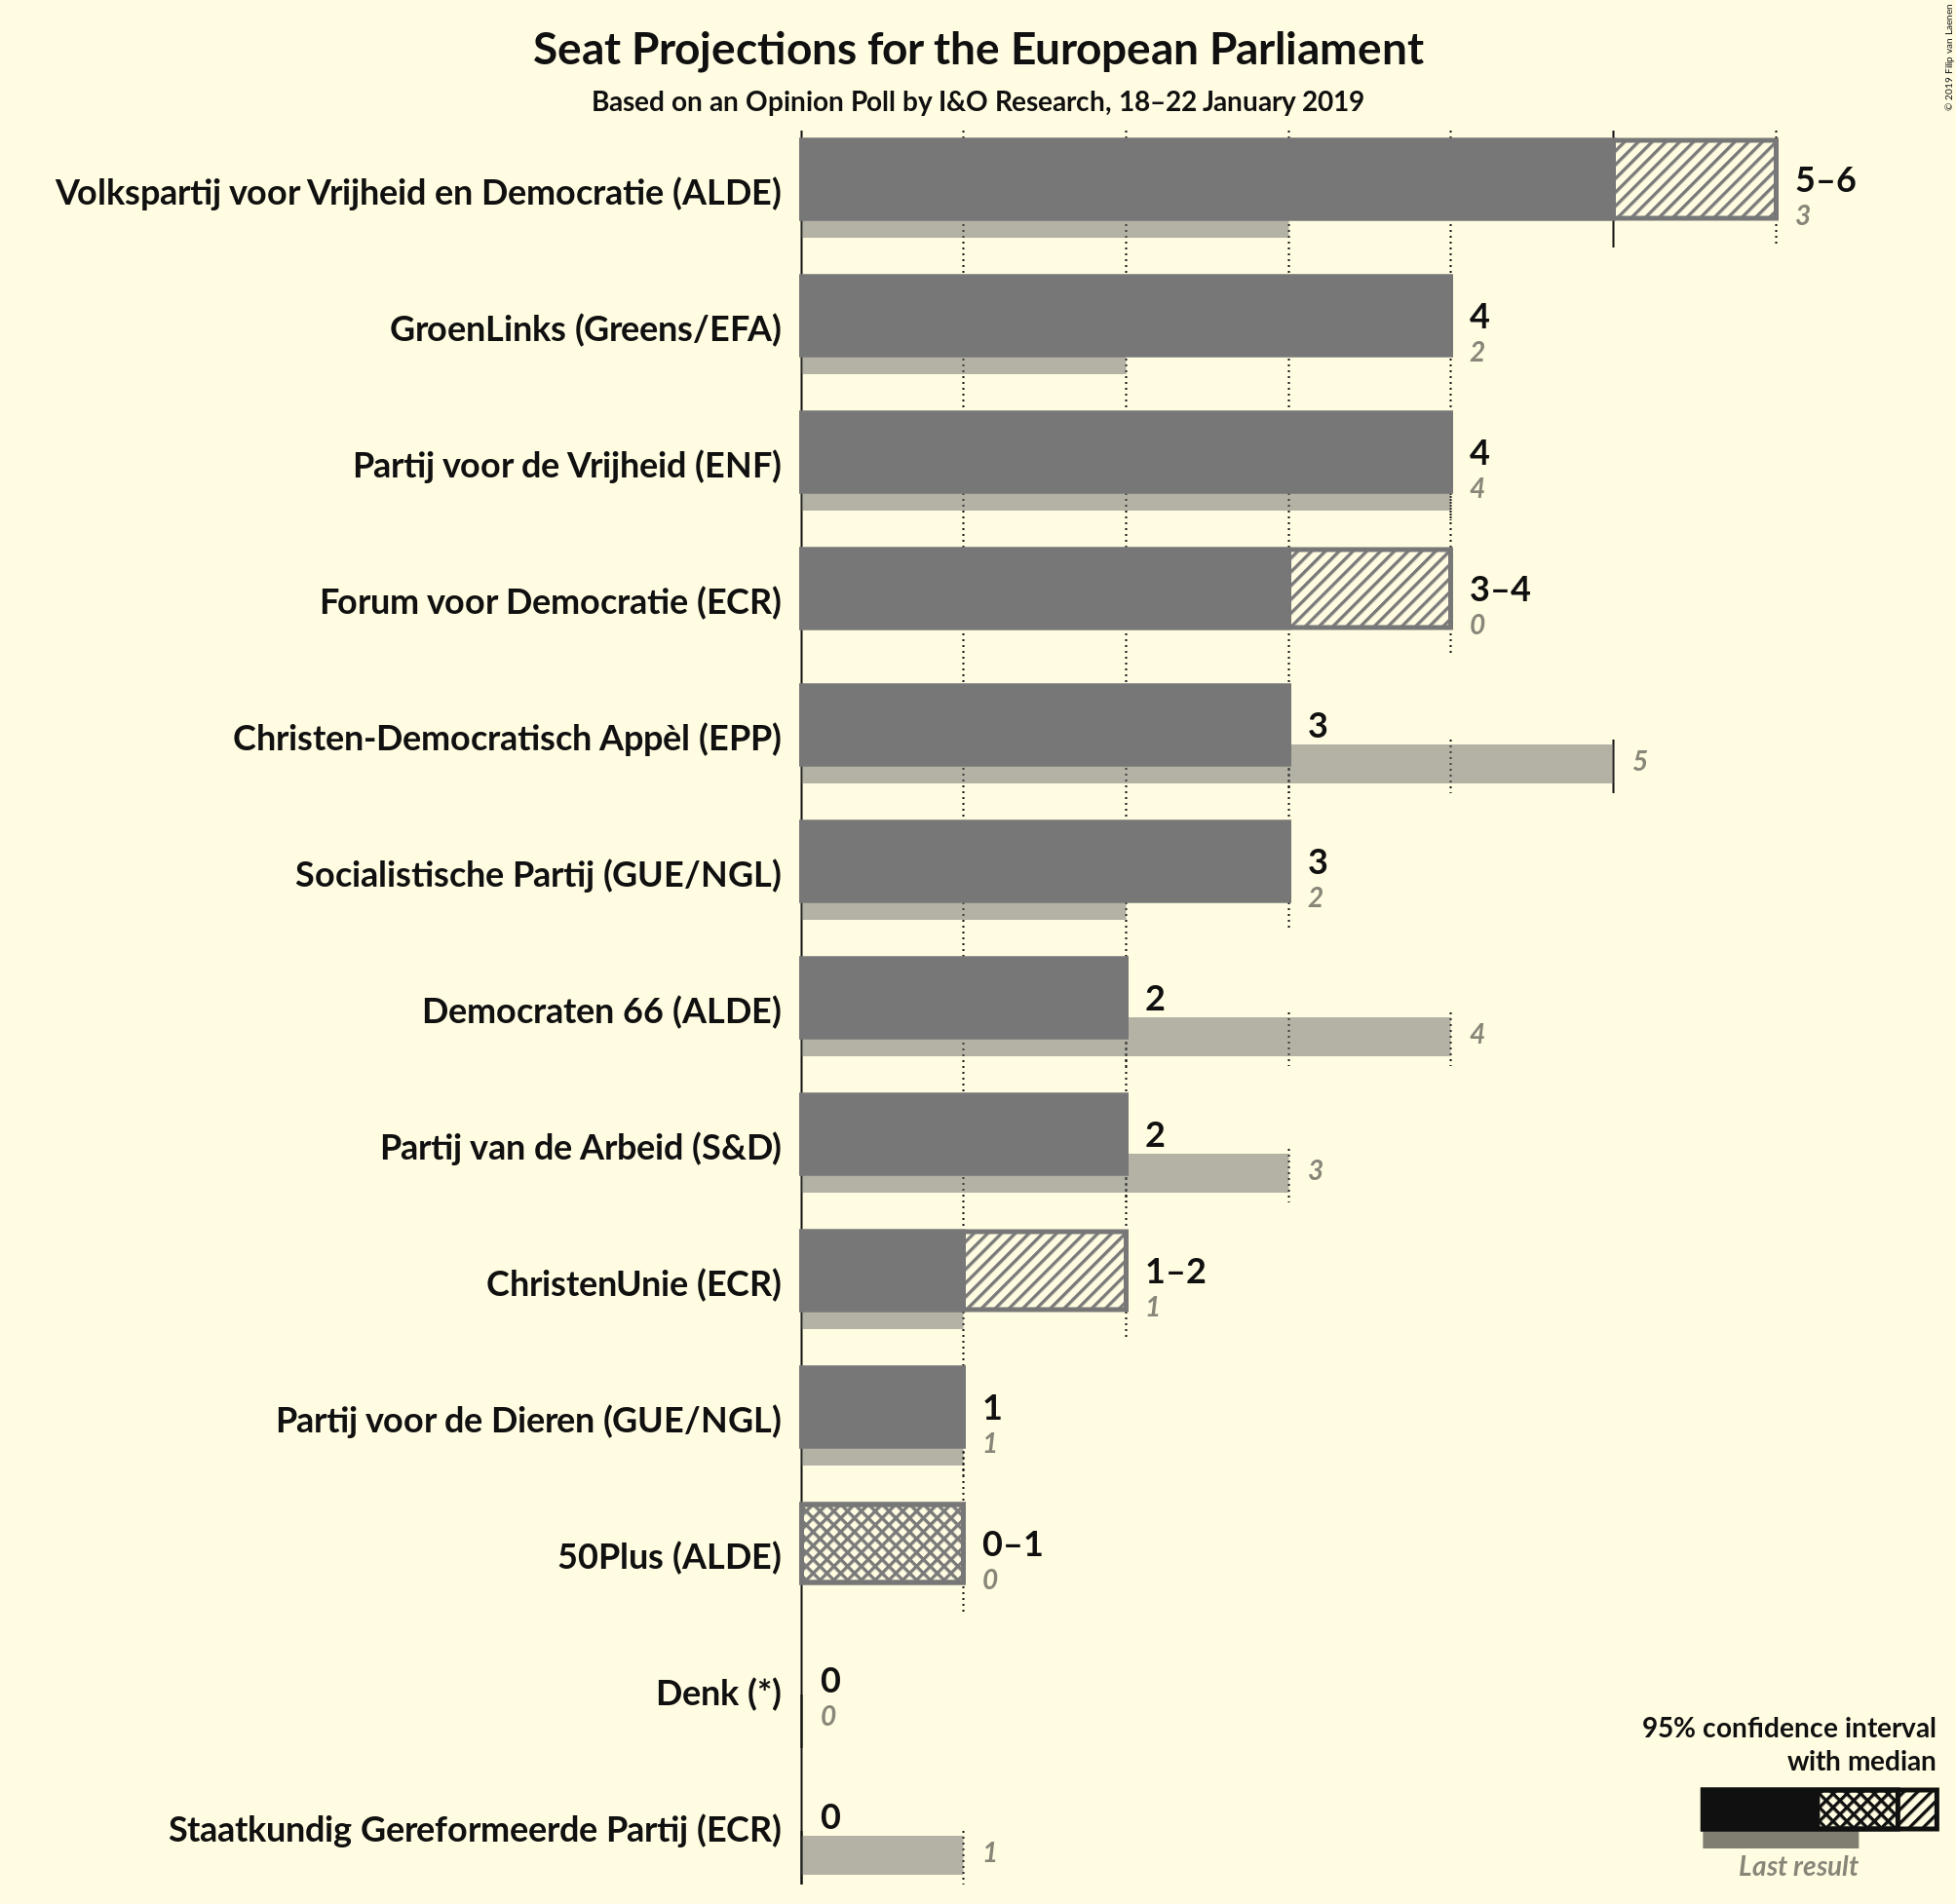 Seat Projections for the European Parliament
Based on an Opinion Poll by I&O Research, 18–22 January 2019
© 2019 Filip van Laenen
Volkspartij voor Vrijheid en Democratie (ALDE)
5–6
3
GroenLinks (Greens/EFA)
4
2
Partij voor de Vrijheid (ENF)
4
4
Forum voor Democratie (ECR)
3–4
0
Christen-Democratisch Appèl (EPP)
3
5
Socialistische Partij (GUE/NGL)
3
2
Democraten 66 (ALDE)
2
4
Partij van de Arbeid (S&D)
2
3
ChristenUnie (ECR)
1–2
1
Partij voor de Dieren (GUE/NGL)
1
1
50Plus (ALDE)
0–1
0
Denk (*)
0
0
Staatkundig Gereformeerde Partij (ECR)
0
1
95% confidence interval
with median
Last result